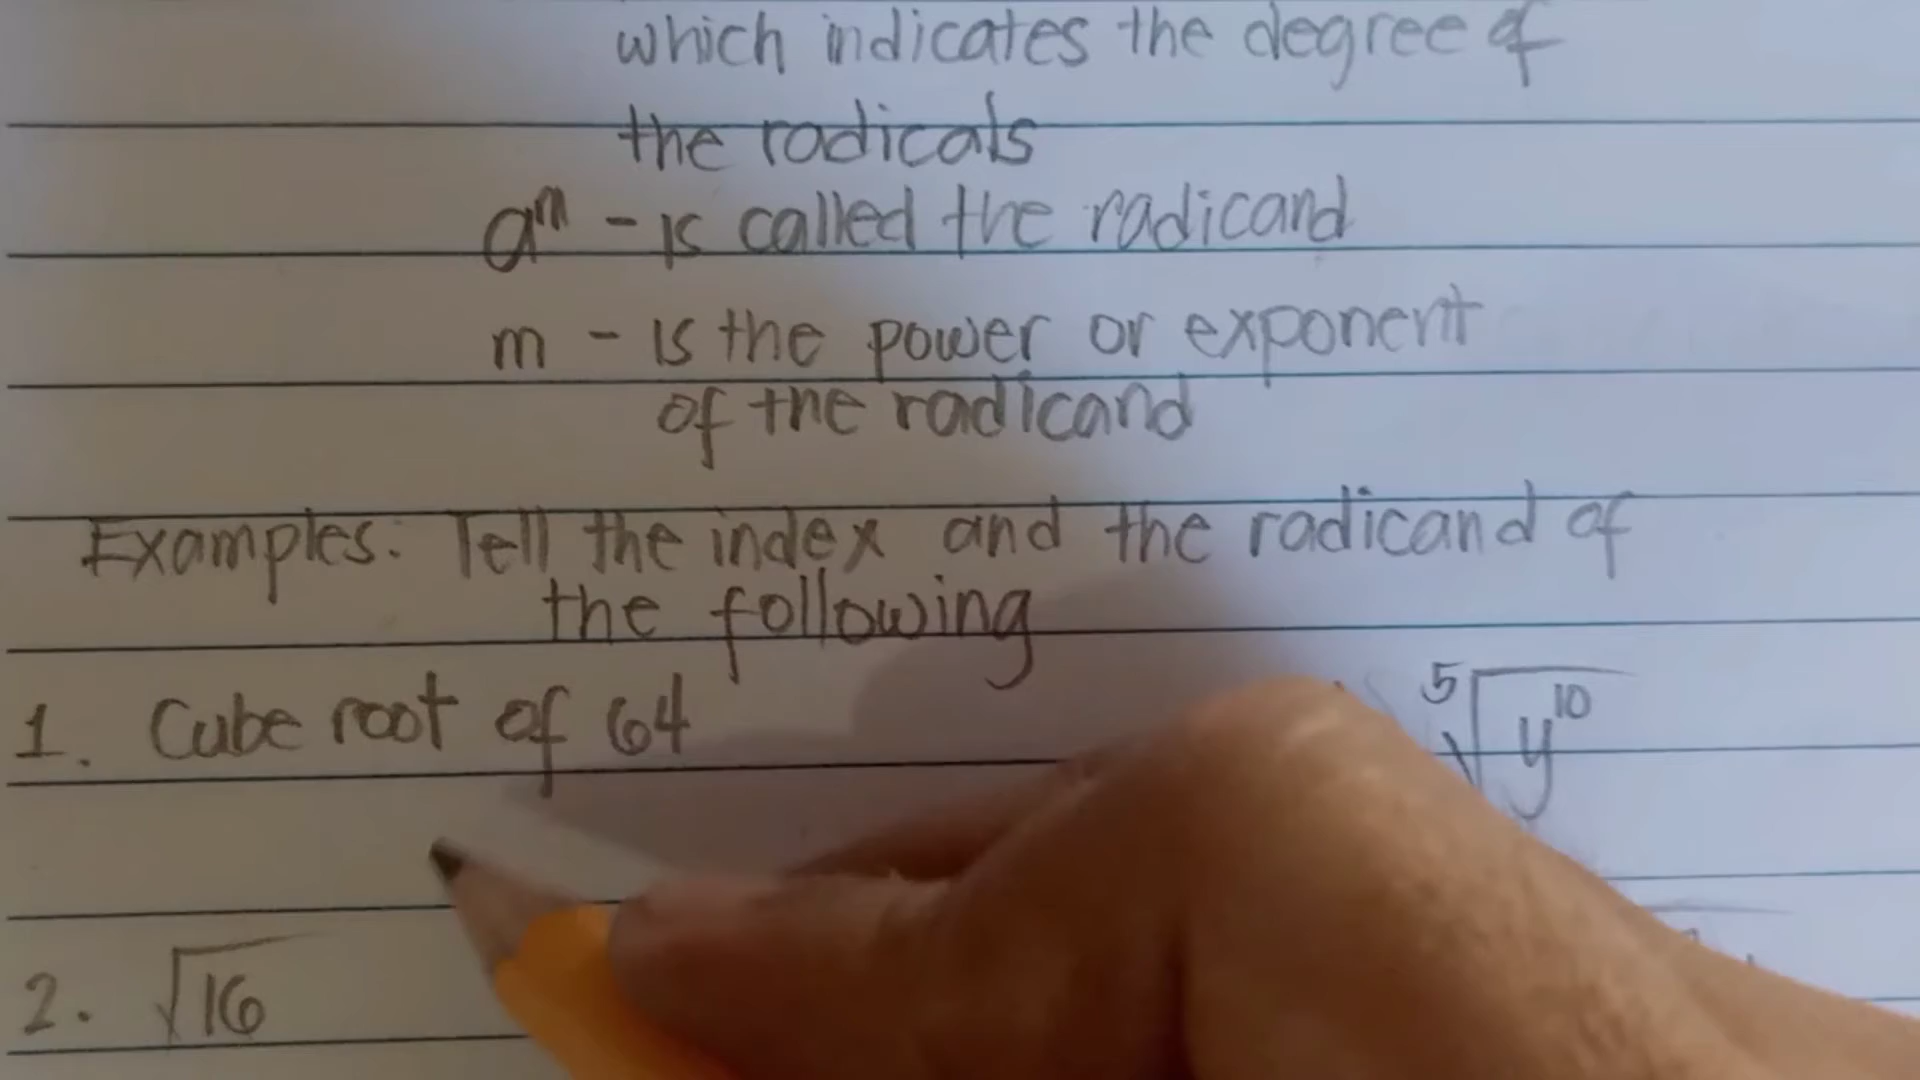 which indicates the degree of
the radicals
aᵐ - is called the radicand
m - is the power or exponent
of the radicand
Examples: Tell the index and the radicand of
the following
1. Cube root of 64
⁵√y¹⁰
2. √16